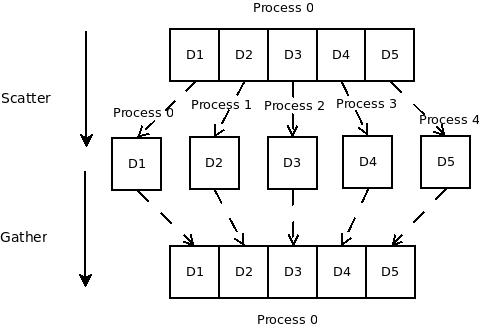 Process 0
D1 D2 D3 D4 D5
Scatter
Process 0 Process 1 Process 2 Process 3 Process 4
D1 D2 D3 D4 D5
Gather
D1 D2 D3 D4 D5
Process 0